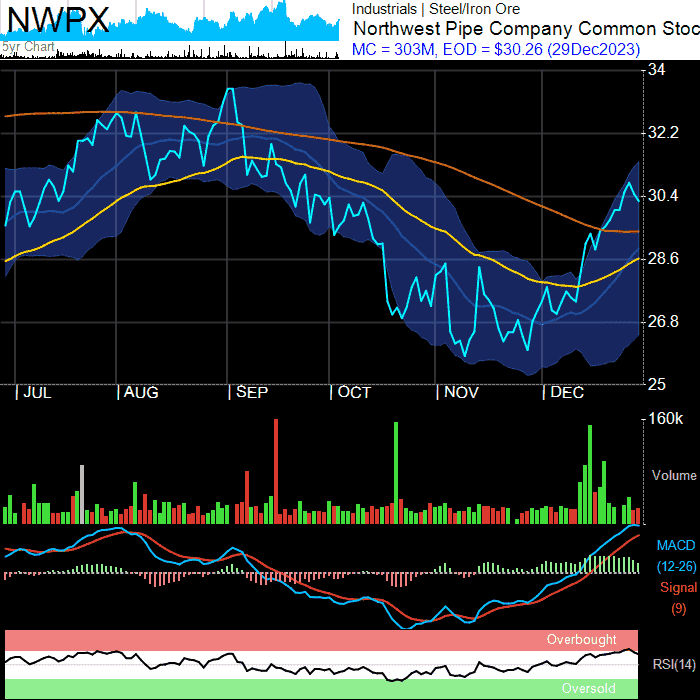 NWPX
5yr Chart
Industrials | Steel/Iron Ore
Northwest Pipe Company Common Stoc
MC = 303M, EOD = $30.26 (29Dec2023)
34
32.2
30.4
28.6
26.8
25
JUL AUG SEP OCT NOV DEC
160k
Volume
MACD
(12-26)
Signal
(9)
Overbought
RSI(14)
Oversold